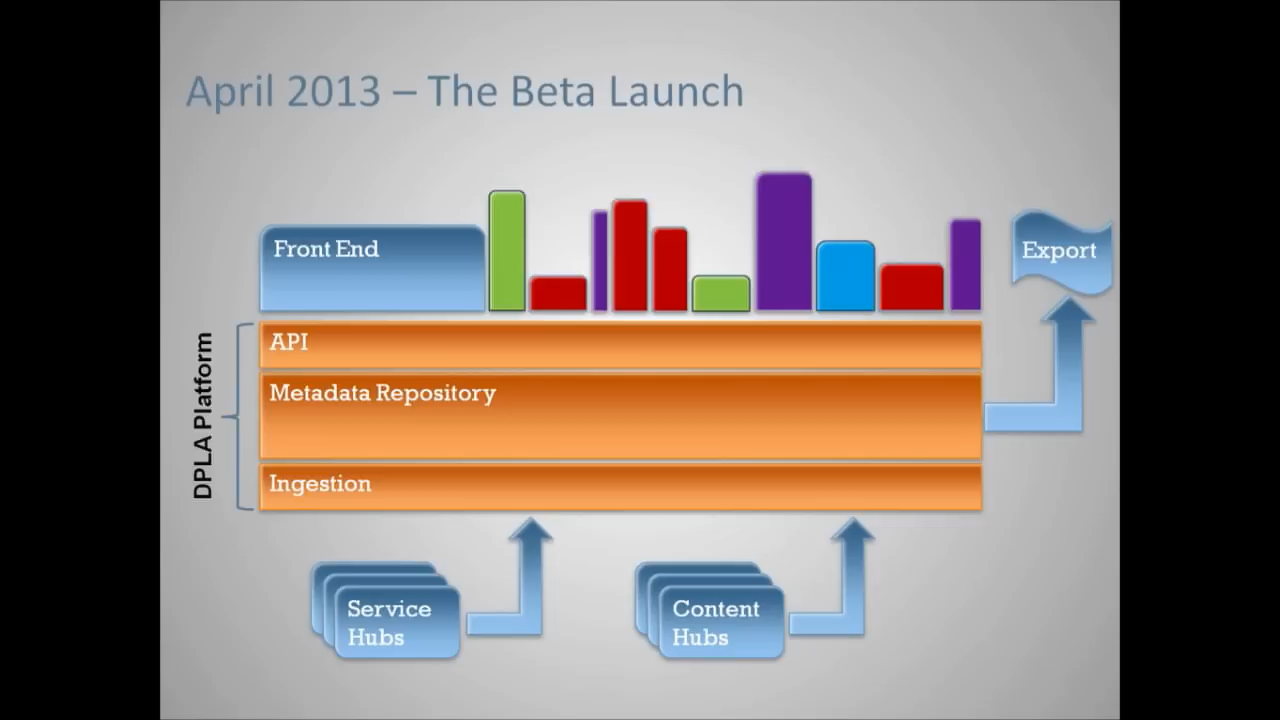 April 2013 – The Beta Launch
Front End
Export
API
Metadata Repository
Ingestion
DPLA Platform
Service
Hubs
Content
Hubs